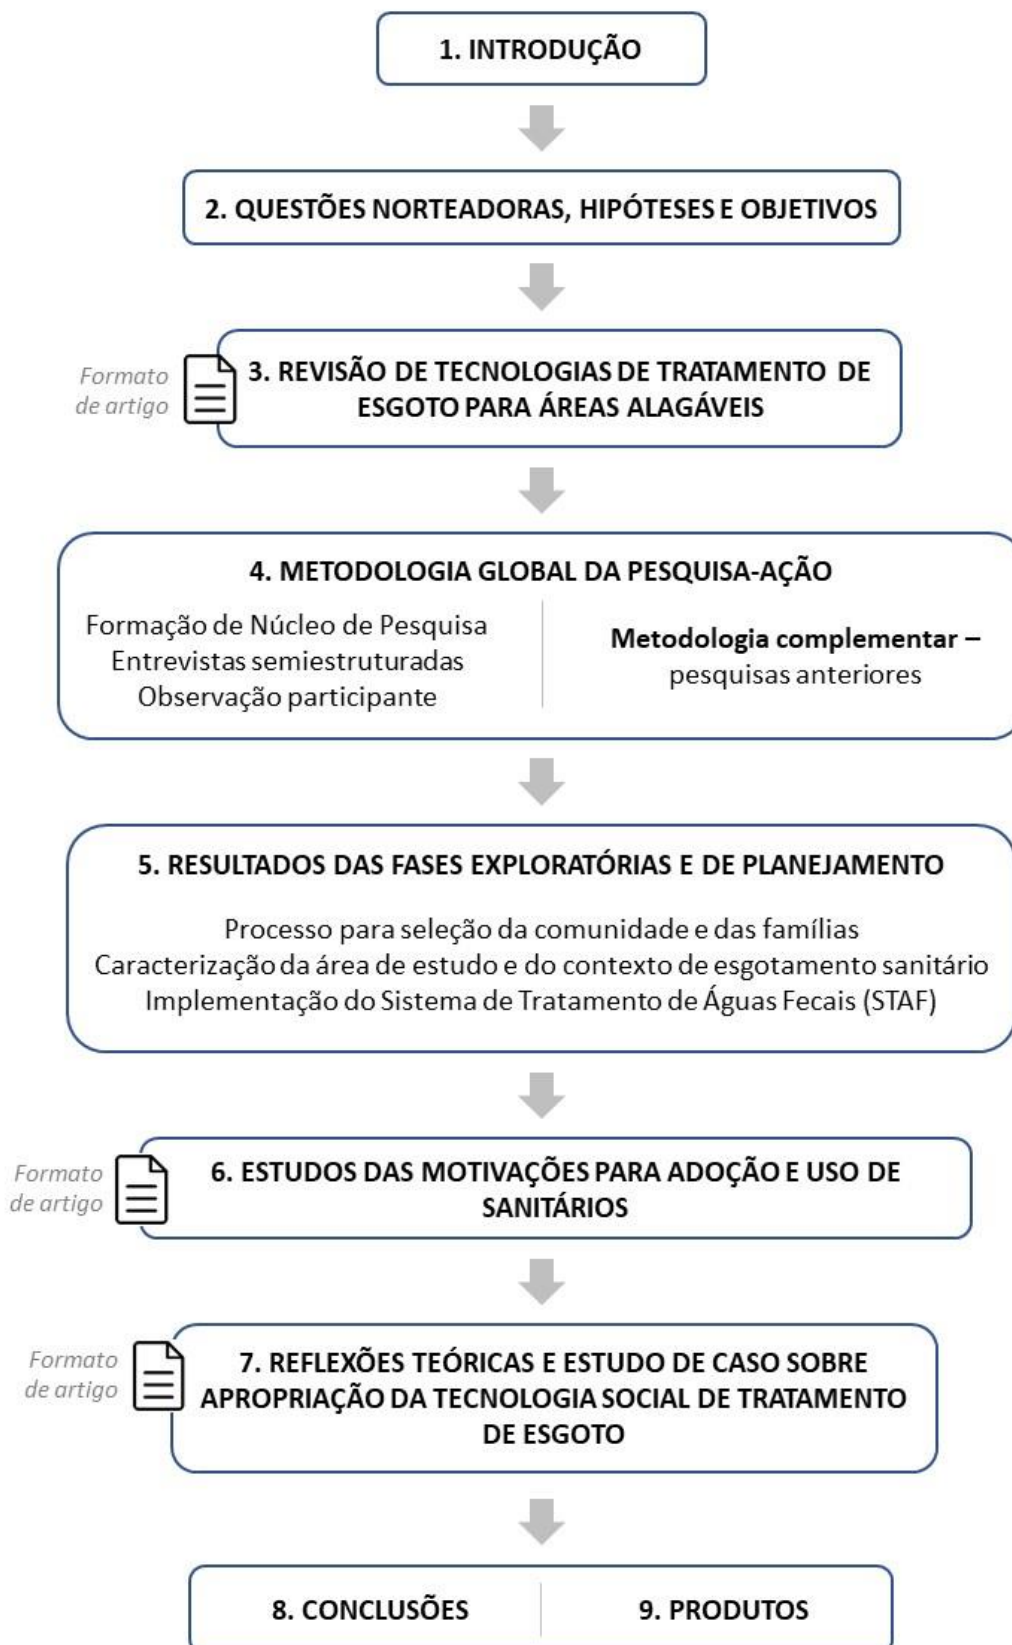 1. INTRODUÇÃO
2. QUESTÕES NORTEADORAS, HIPÓTESES E OBJETIVOS
Formato
de artigo
3. REVISÃO DE TECNOLOGIAS DE TRATAMENTO DE
ESGOTO PARA ÁREAS ALAGÁVEIS
4. METODOLOGIA GLOBAL DA PESQUISA-AÇÃO
Formação de Núcleo de Pesquisa
Entrevistas semiestruturadas
Observação participante
Metodologia complementar –
pesquisas anteriores
5. RESULTADOS DAS FASES EXPLORATÓRIAS E DE PLANEJAMENTO
Processo para seleção da comunidade e das famílias
Caracterização da área de estudo e do contexto de esgotamento sanitário
Implementação do Sistema de Tratamento de Águas Fecais (STAF)
Formato
de artigo
6. ESTUDOS DAS MOTIVAÇÕES PARA ADOÇÃO E USO DE
SANITÁRIOS
Formato
de artigo
7. REFLEXÕES TEÓRICAS E ESTUDO DE CASO SOBRE
APROPRIAÇÃO DA TECNOLOGIA SOCIAL DE TRATAMENTO
DE ESGOTO
8. CONCLUSÕES
9. PRODUTOS